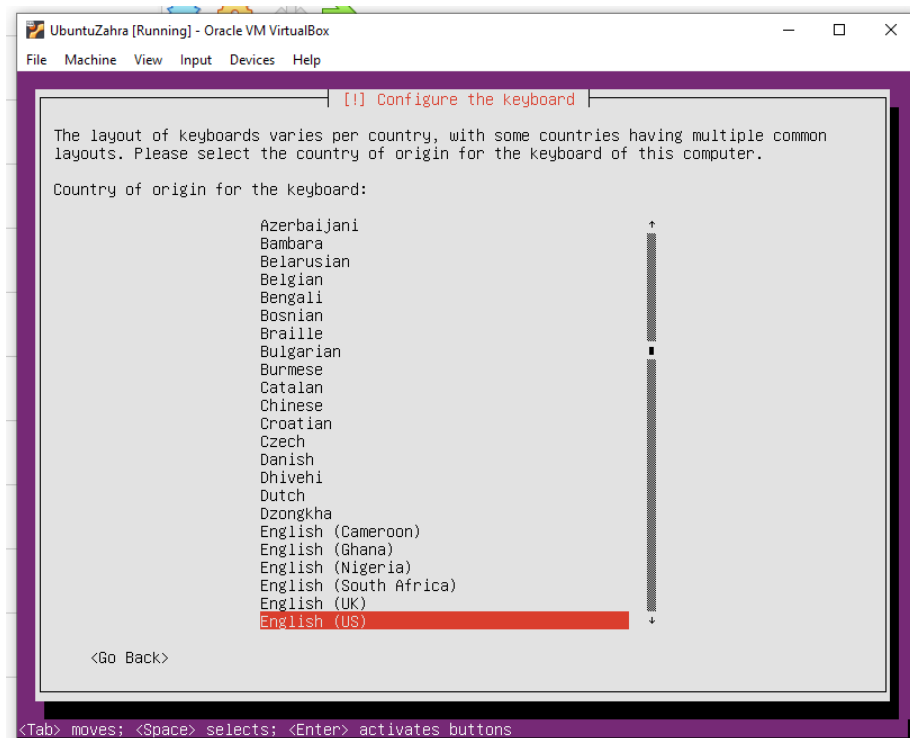 UbuntuZahra [Running] - Oracle VM VirtualBox
File Machine View Input Devices Help
[!] Configure the keyboard
The layout of keyboards varies per country, with some countries having multiple common
layouts. Please select the country of origin for the keyboard of this computer.
Country of origin for the keyboard:
Azerbaijani
Bambara
Belarusian
Belgian
Bengali
Bosnian
Braille
Bulgarian
Burmese
Catalan
Chinese
Croatian
Czech
Danish
Dhivehi
Dutch
Dzongkha
English (Cameroon)
English (Ghana)
English (Nigeria)
English (South Africa)
English (UK)
English (US)
<Go Back>
<Tab> moves; <Space> selects; <Enter> activates buttons